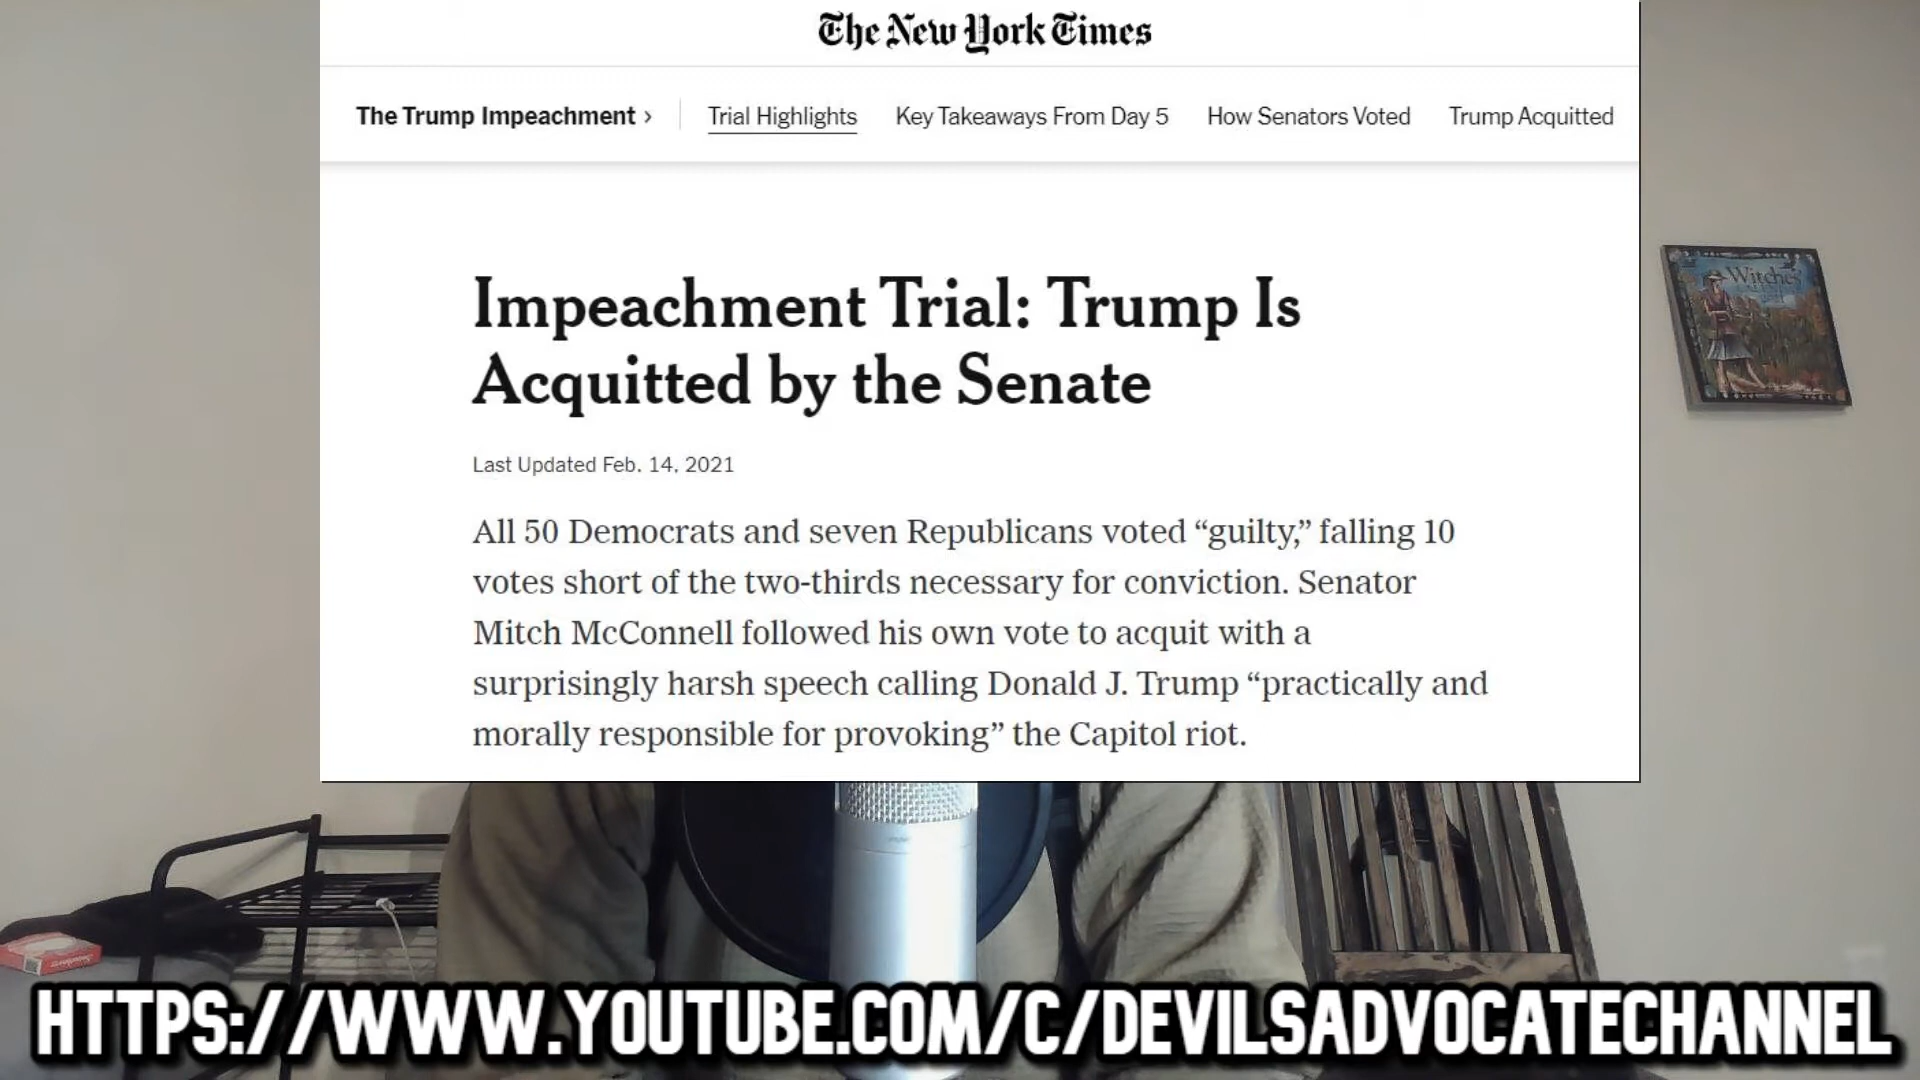 The New York Times
The Trump Impeachment › Trial Highlights Key Takeaways From Day 5 How Senators Voted Trump Acquitted
Impeachment Trial: Trump Is
Acquitted by the Senate
Last Updated Feb. 14, 2021
All 50 Democrats and seven Republicans voted “guilty,” falling 10
votes short of the two-thirds necessary for conviction. Senator
Mitch McConnell followed his own vote to acquit with a
surprisingly harsh speech calling Donald J. Trump “practically and
morally responsible for provoking” the Capitol riot.
Witches'
HTTPS://WWW.YOUTUBE.COM/C/DEVILSADVOCATECHANNEL